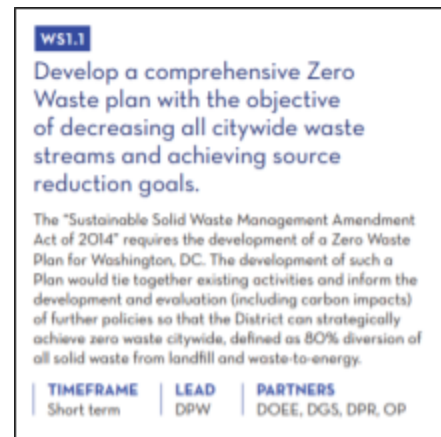 WS1.1
Develop a comprehensive Zero
Waste plan with the objective
of decreasing all citywide waste
streams and achieving source
reduction goals.
The "Sustainable Solid Waste Management Amendment
Act of 2014" requires the development of a Zero Waste
Plan for Washington, DC. The development of such a
Plan would tie together existing activities and inform the
development and evaluation (including carbon impacts)
of further policies so that the District can strategically
achieve zero waste citywide, defined as 80% diversion of
all solid waste from landfill and waste-to-energy.
TIMEFRAME LEAD PARTNERS
Short term DPW DOEE, DGS, DPR, OP